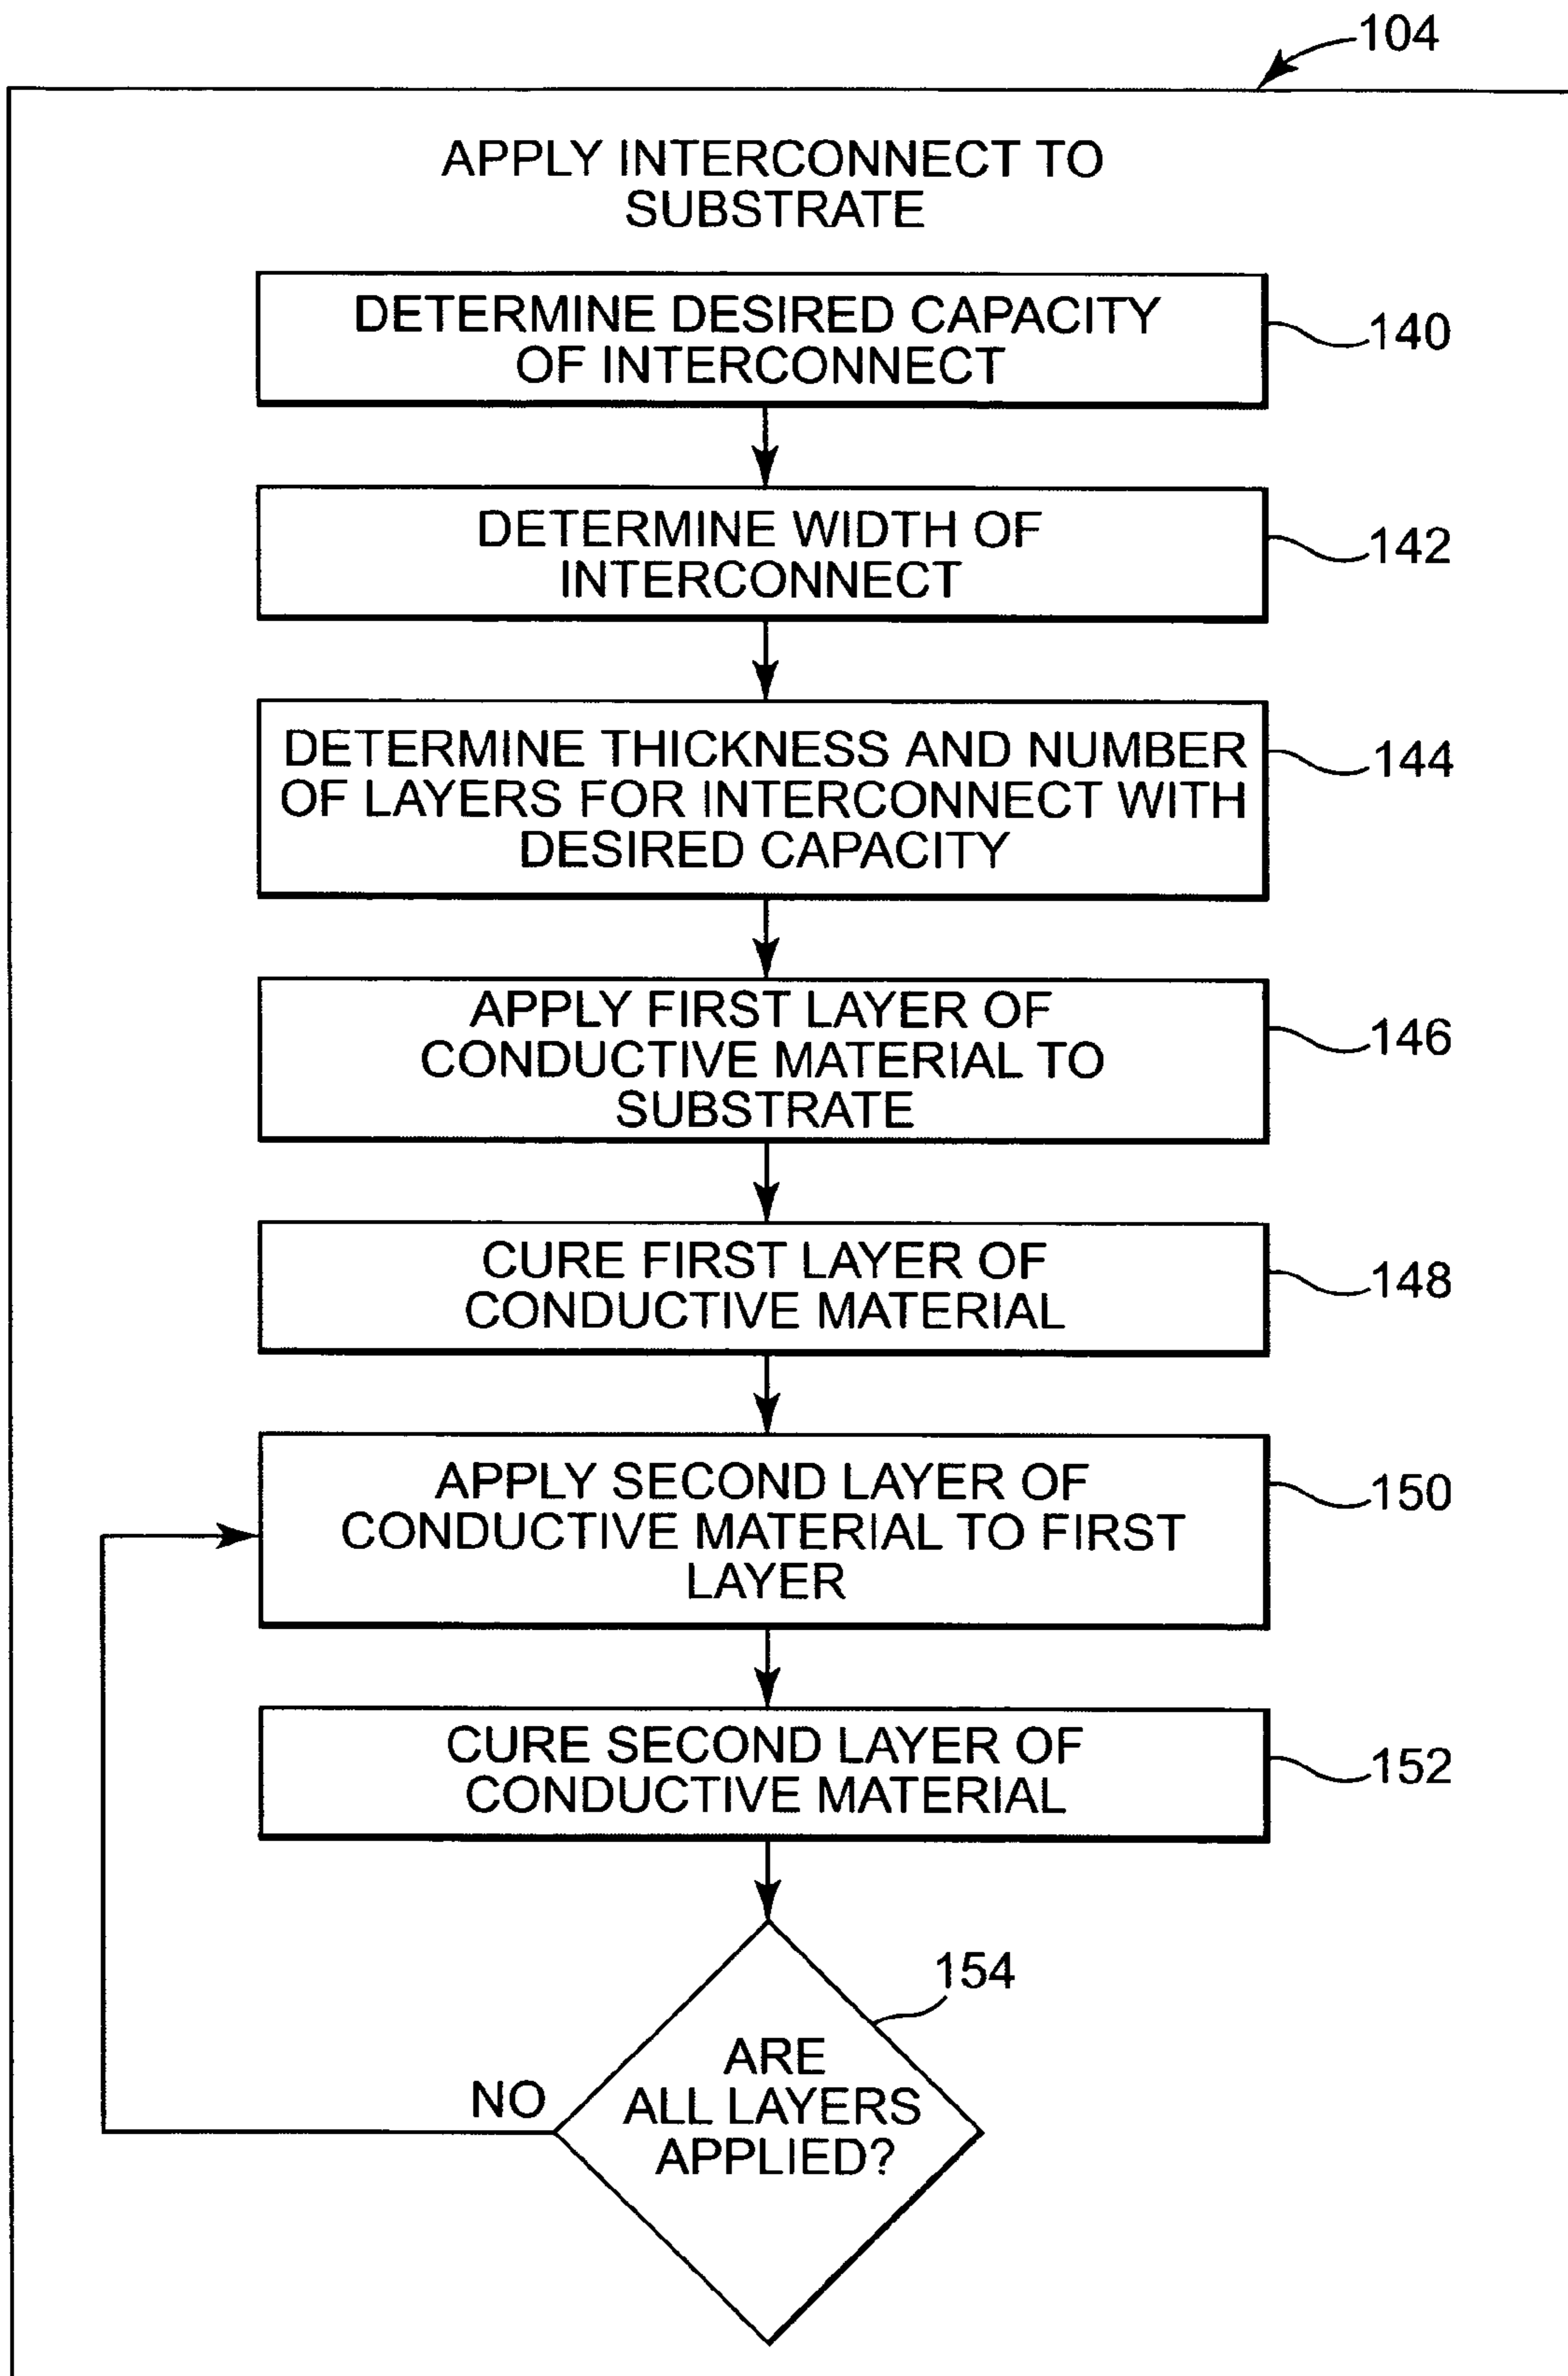 104
APPLY INTERCONNECT TO
SUBSTRATE
DETERMINE DESIRED CAPACITY
OF INTERCONNECT
140
DETERMINE WIDTH OF
INTERCONNECT
142
DETERMINE THICKNESS AND NUMBER
OF LAYERS FOR INTERCONNECT WITH
DESIRED CAPACITY
144
APPLY FIRST LAYER OF
CONDUCTIVE MATERIAL TO
SUBSTRATE
146
CURE FIRST LAYER OF
CONDUCTIVE MATERIAL
148
APPLY SECOND LAYER OF
CONDUCTIVE MATERIAL TO FIRST
LAYER
150
CURE SECOND LAYER OF
CONDUCTIVE MATERIAL
152
154
ARE
ALL LAYERS
APPLIED?
NO